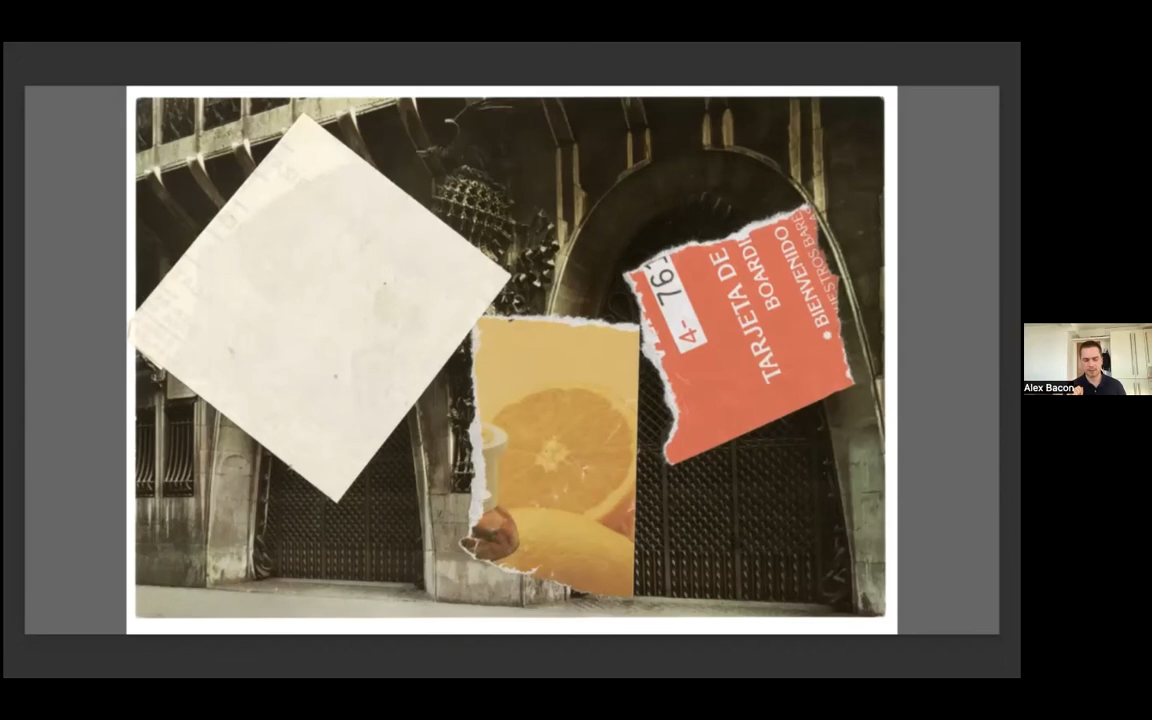 4- 761
TARJETA DE
BOARDI
• BIENVENIDO
Alex Bacon